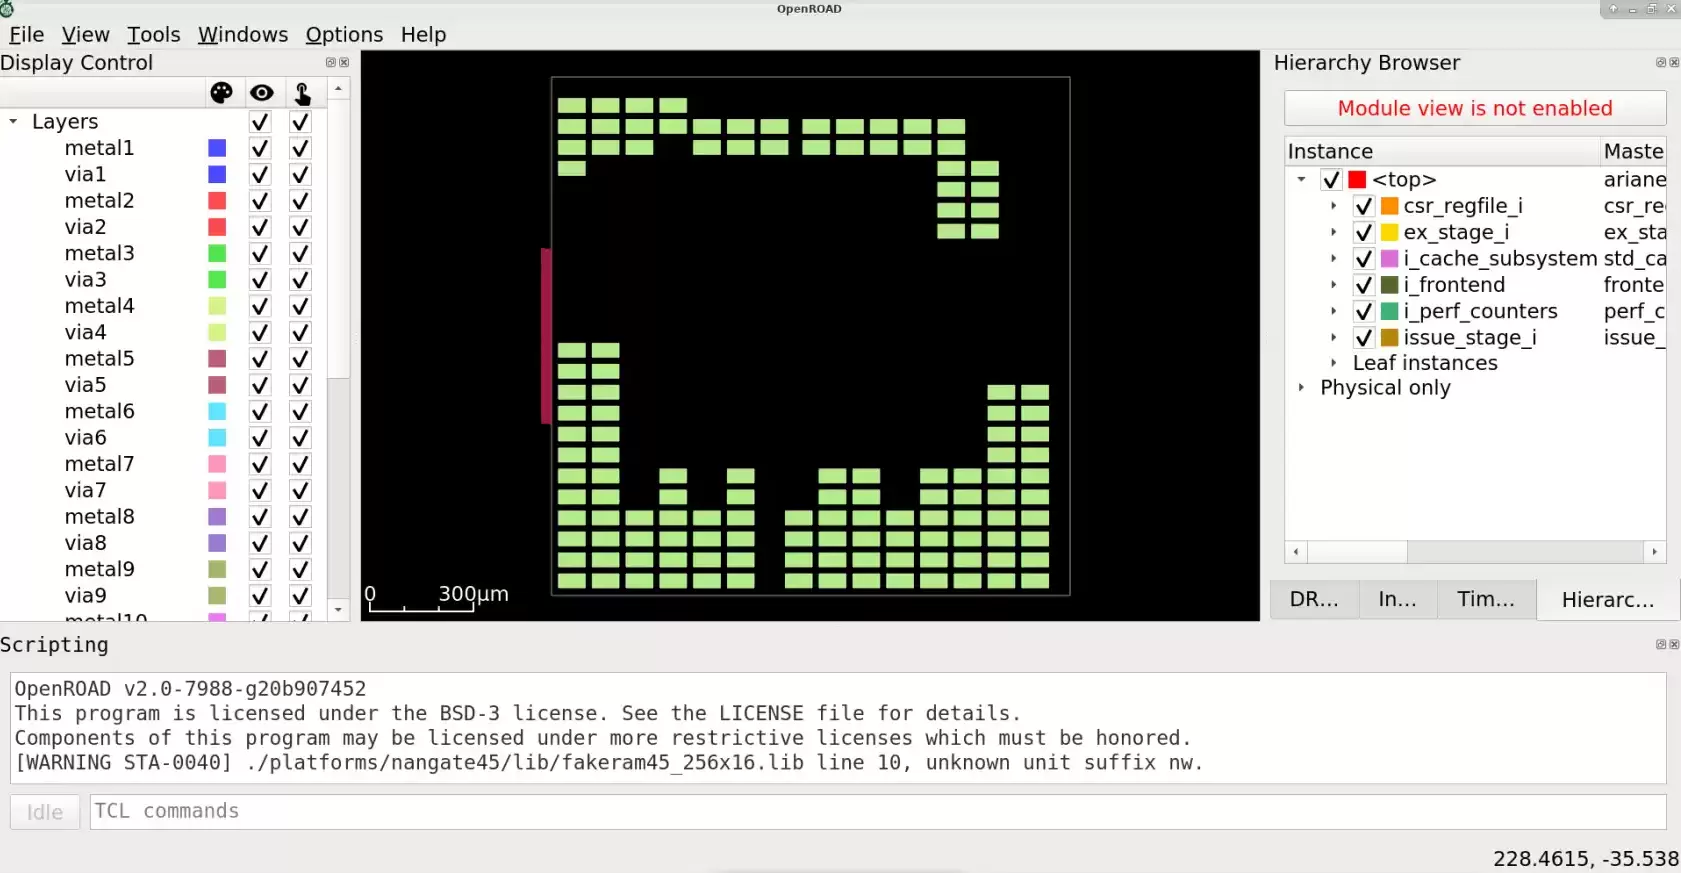 OpenROAD
File View Tools Windows Options Help
Display Control
Layers
metal1
via1
metal2
via2
metal3
via3
metal4
via4
metal5
via5
metal6
via6
metal7
via7
metal8
via8
metal9
via9
metal10
0 300µm
Hierarchy Browser
Module view is not enabled
Instance Maste
<top> ariane
csr_regfile_i csr_re
ex_stage_i ex_sta
i_cache_subsystem std_ca
i_frontend fronte
i_perf_counters perf_c
issue_stage_i issue_
Leaf instances
Physical only
DR... In... Tim... Hierarc...
Scripting
OpenROAD v2.0-7988-g20b907452
This program is licensed under the BSD-3 license. See the LICENSE file for details.
Components of this program may be licensed under more restrictive licenses which must be honored.
[WARNING STA-0040] ./platforms/nangate45/lib/fakeram45_256x16.lib line 10, unknown unit suffix nw.
Idle TCL commands
228.4615, -35.538